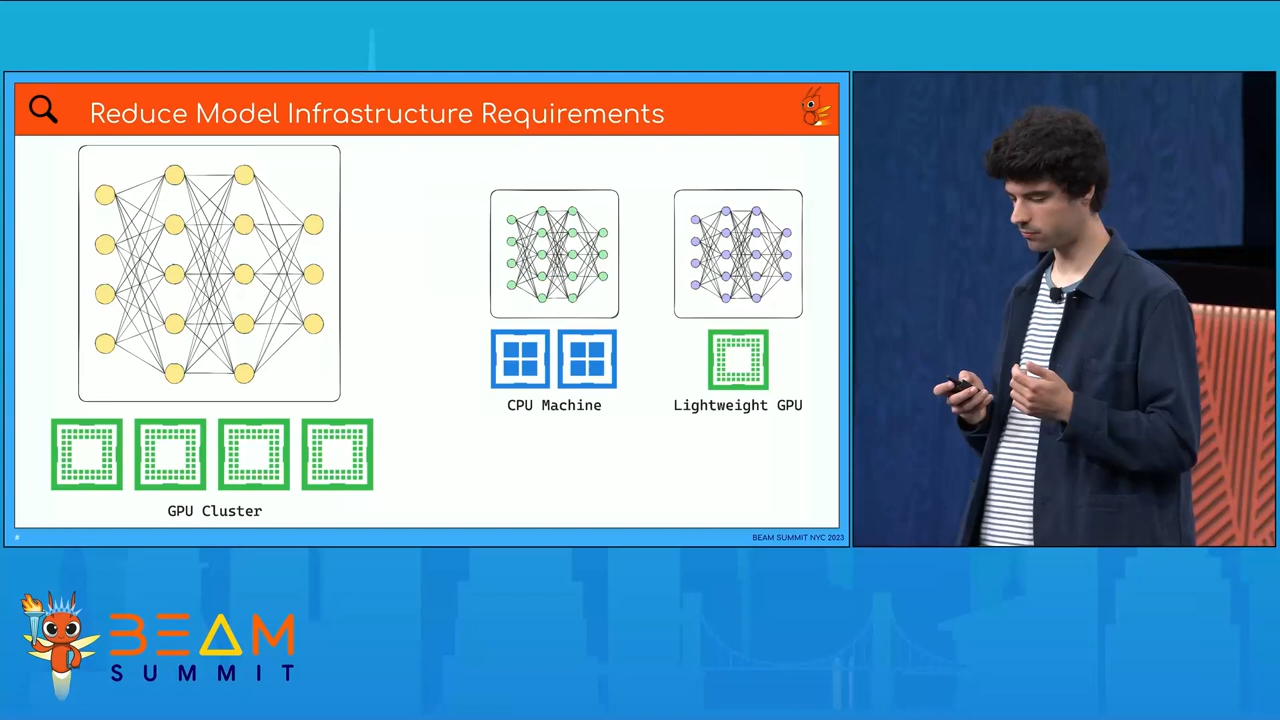 Reduce Model Infrastructure Requirements
CPU Machine
Lightweight GPU
GPU Cluster
#
BEAM SUMMIT NYC 2023
BEAM
SUMMIT